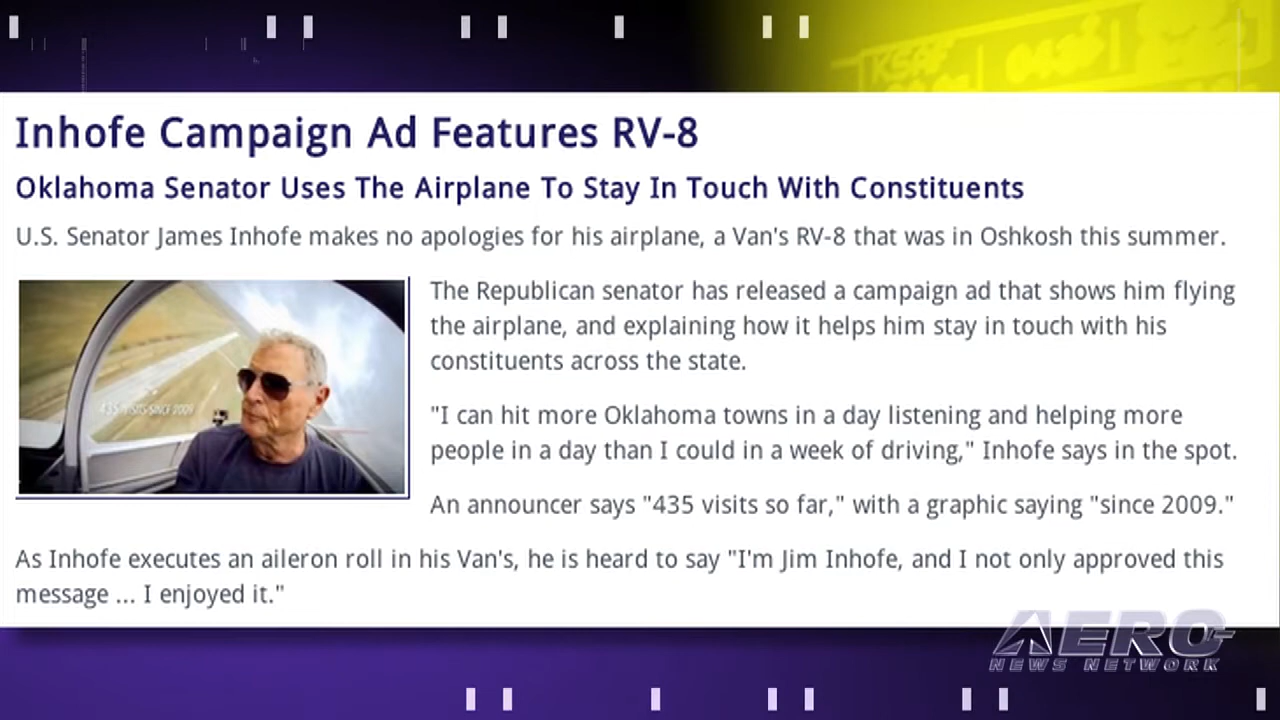 KSAF
Inhofe Campaign Ad Features RV-8
Oklahoma Senator Uses The Airplane To Stay In Touch With Constituents
U.S. Senator James Inhofe makes no apologies for his airplane, a Van's RV-8 that was in Oshkosh this summer.
435 VISITS SINCE 2009
The Republican senator has released a campaign ad that shows him flying
the airplane, and explaining how it helps him stay in touch with his
constituents across the state.
"I can hit more Oklahoma towns in a day listening and helping more
people in a day than I could in a week of driving," Inhofe says in the spot.
An announcer says "435 visits so far," with a graphic saying "since 2009."
As Inhofe executes an aileron roll in his Van's, he is heard to say "I'm Jim Inhofe, and I not only approved this
message ... I enjoyed it."
AERO
NEWS NETWORK